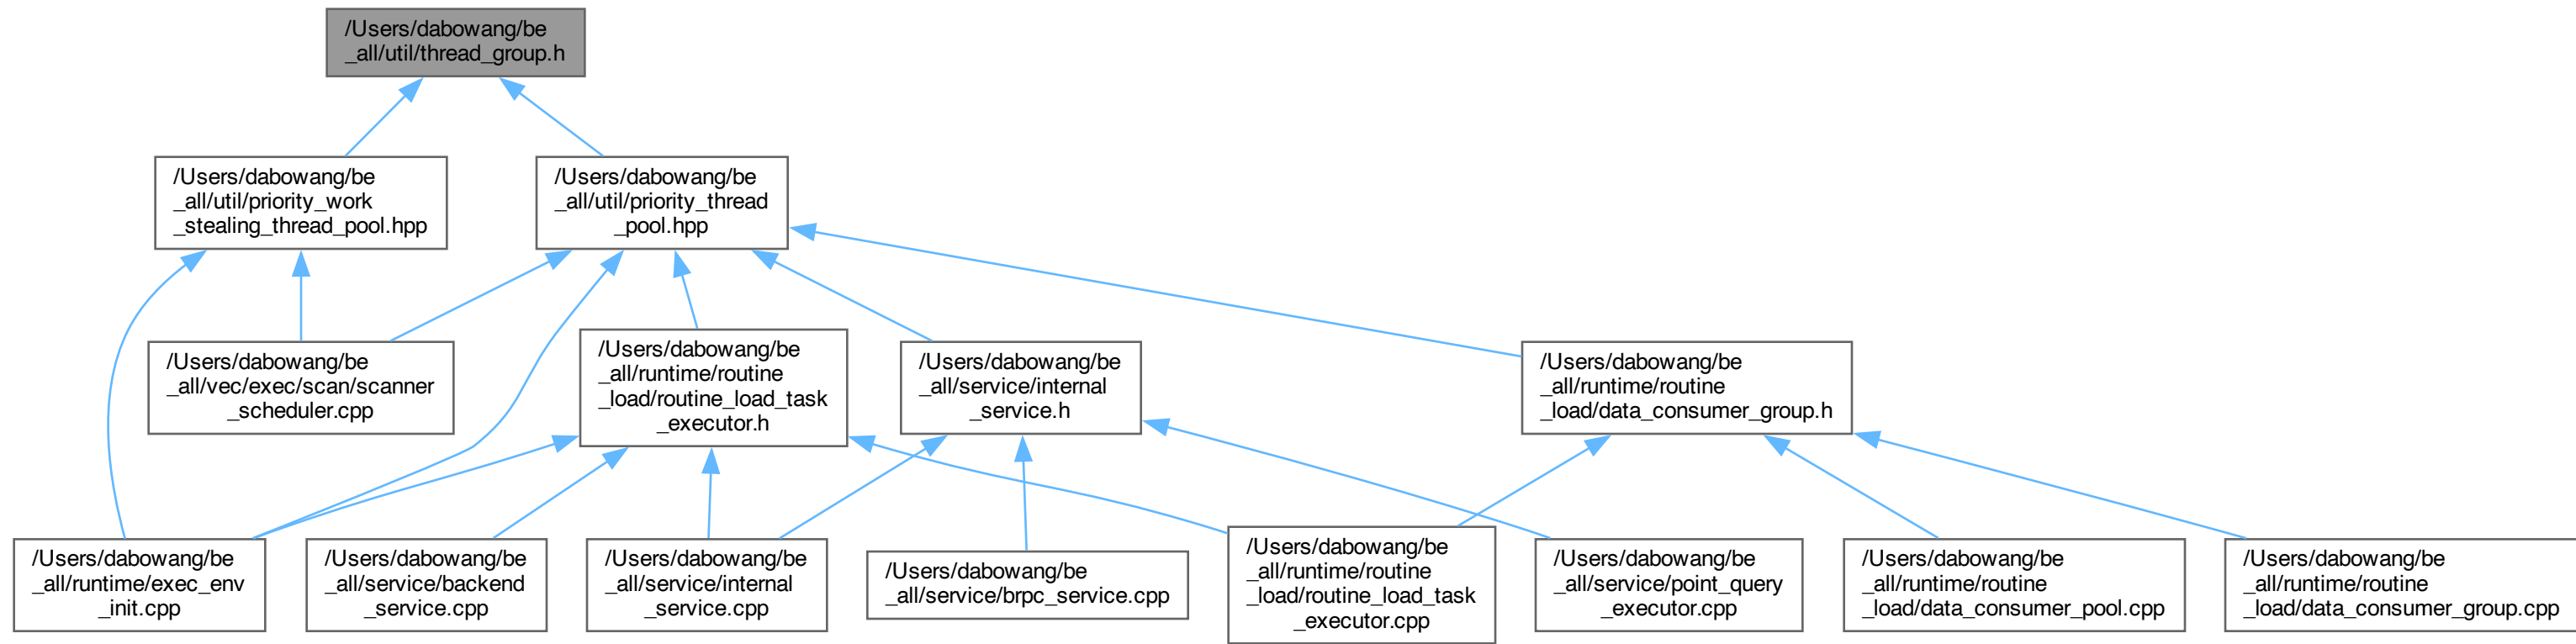 /Users/dabowang/be
_all/util/thread_group.h
/Users/dabowang/be
_all/util/priority_work
_stealing_thread_pool.hpp
/Users/dabowang/be
_all/util/priority_thread
_pool.hpp
/Users/dabowang/be
_all/vec/exec/scan/scanner
_scheduler.cpp
/Users/dabowang/be
_all/runtime/routine
_load/routine_load_task
_executor.h
/Users/dabowang/be
_all/service/internal
_service.h
/Users/dabowang/be
_all/runtime/routine
_load/data_consumer_group.h
/Users/dabowang/be
_all/runtime/exec_env
_init.cpp
/Users/dabowang/be
_all/service/backend
_service.cpp
/Users/dabowang/be
_all/service/internal
_service.cpp
/Users/dabowang/be
_all/service/brpc_service.cpp
/Users/dabowang/be
_all/runtime/routine
_load/routine_load_task
_executor.cpp
/Users/dabowang/be
_all/service/point_query
_executor.cpp
/Users/dabowang/be
_all/runtime/routine
_load/data_consumer_pool.cpp
/Users/dabowang/be
_all/runtime/routine
_load/data_consumer_group.cpp